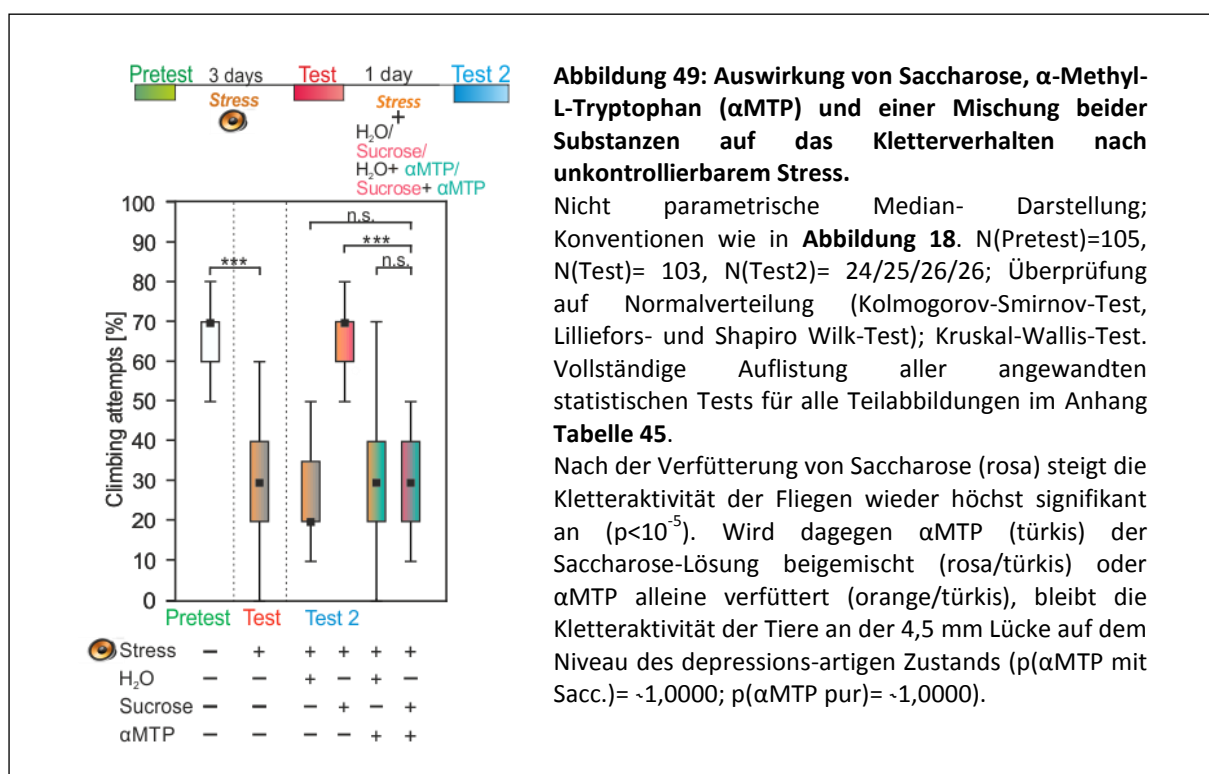 Pretest 3 days Test 1 day Test 2
Stress Stress
+
H₂O/
Sucrose/
H₂O+ αMTP/
Sucrose+ αMTP
100
90
80
70
60
50
40
30
20
10
0
Climbing attempts [%]
n.s.
***
n.s.
***
Pretest Test Test 2
Stress – + + + + +
H₂O – – + – + –
Sucrose – – – + – +
αMTP – – – – + +
Abbildung 49: Auswirkung von Saccharose, α-Methyl-
L-Tryptophan (αMTP) und einer Mischung beider
Substanzen auf das Kletterverhalten nach
unkontrollierbarem Stress.
Nicht parametrische Median- Darstellung;
Konventionen wie in Abbildung 18. N(Pretest)=105,
N(Test)= 103, N(Test2)= 24/25/26/26; Überprüfung
auf Normalverteilung (Kolmogorov-Smirnov-Test,
Lilliefors- und Shapiro Wilk-Test); Kruskal-Wallis-Test.
Vollständige Auflistung aller angewandten
statistischen Tests für alle Teilabbildungen im Anhang
Tabelle 45.
Nach der Verfütterung von Saccharose (rosa) steigt die
Kletteraktivität der Fliegen wieder höchst signifikant
an (p<10⁻⁵). Wird dagegen αMTP (türkis) der
Saccharose-Lösung beigemischt (rosa/türkis) oder
αMTP alleine verfüttert (orange/türkis), bleibt die
Kletteraktivität der Tiere an der 4,5 mm Lücke auf dem
Niveau des depressions-artigen Zustands (p(αMTP mit
Sacc.)= ~1,0000; p(αMTP pur)= ~1,0000).